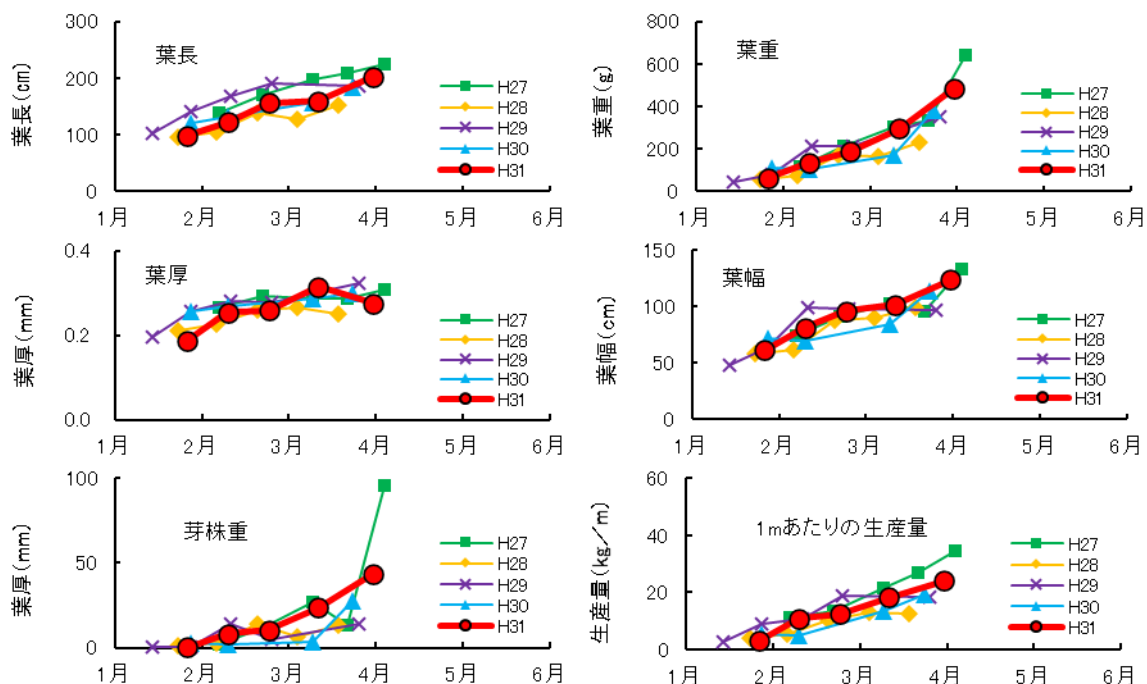 葉長
葉長(㎝)
300
200
100
0
1月 2月 3月 4月 5月 6月
H27
H28
H29
H30
H31
葉重
葉重(g)
800
600
400
200
0
1月 2月 3月 4月 5月 6月
H27
H28
H29
H30
H31
葉厚
葉厚(mm)
0.4
0.2
0.0
1月 2月 3月 4月 5月 6月
H27
H28
H29
H30
H31
葉幅
葉幅(cm)
150
100
50
0
1月 2月 3月 4月 5月 6月
H27
H28
H29
H30
H31
芽株重
葉厚(mm)
100
50
0
1月 2月 3月 4月 5月 6月
H27
H28
H29
H30
H31
1mあたりの生産量
生産量(kg/m)
60
40
20
0
1月 2月 3月 4月 5月 6月
H27
H28
H29
H30
H31